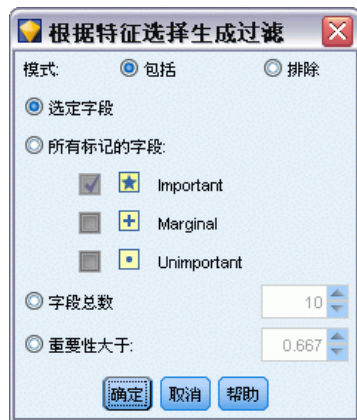 根据特征选择生成过滤
模式: 包括 排除
选定字段
所有标记的字段:
Important
Marginal
Unimportant
字段总数 10
重要性大于: 0.667
确定 取消 帮助